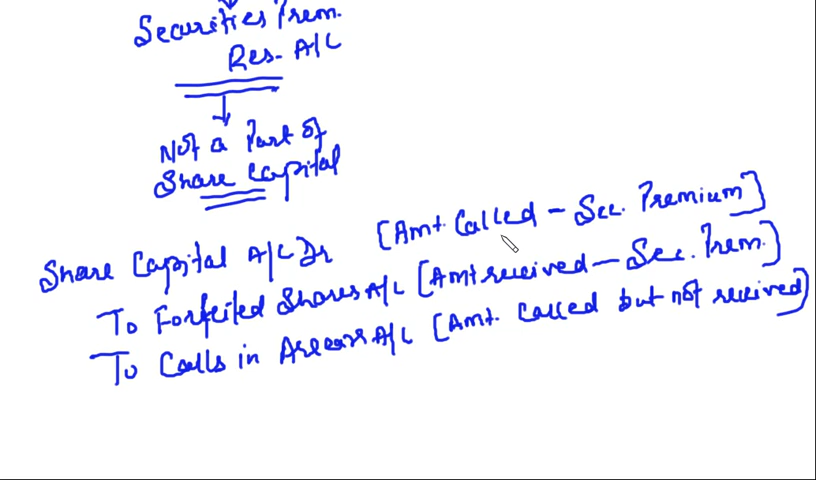 Securities Prem.
Res. A/C
Not a Part of
Share Capital
Share Capital A/C Dr [Amt. Called - Sec. Premium]
To Forfeited Shares A/C [Amt received - Sec. Prem.]
To Calls in Arears A/C [Amt. Called but not received]